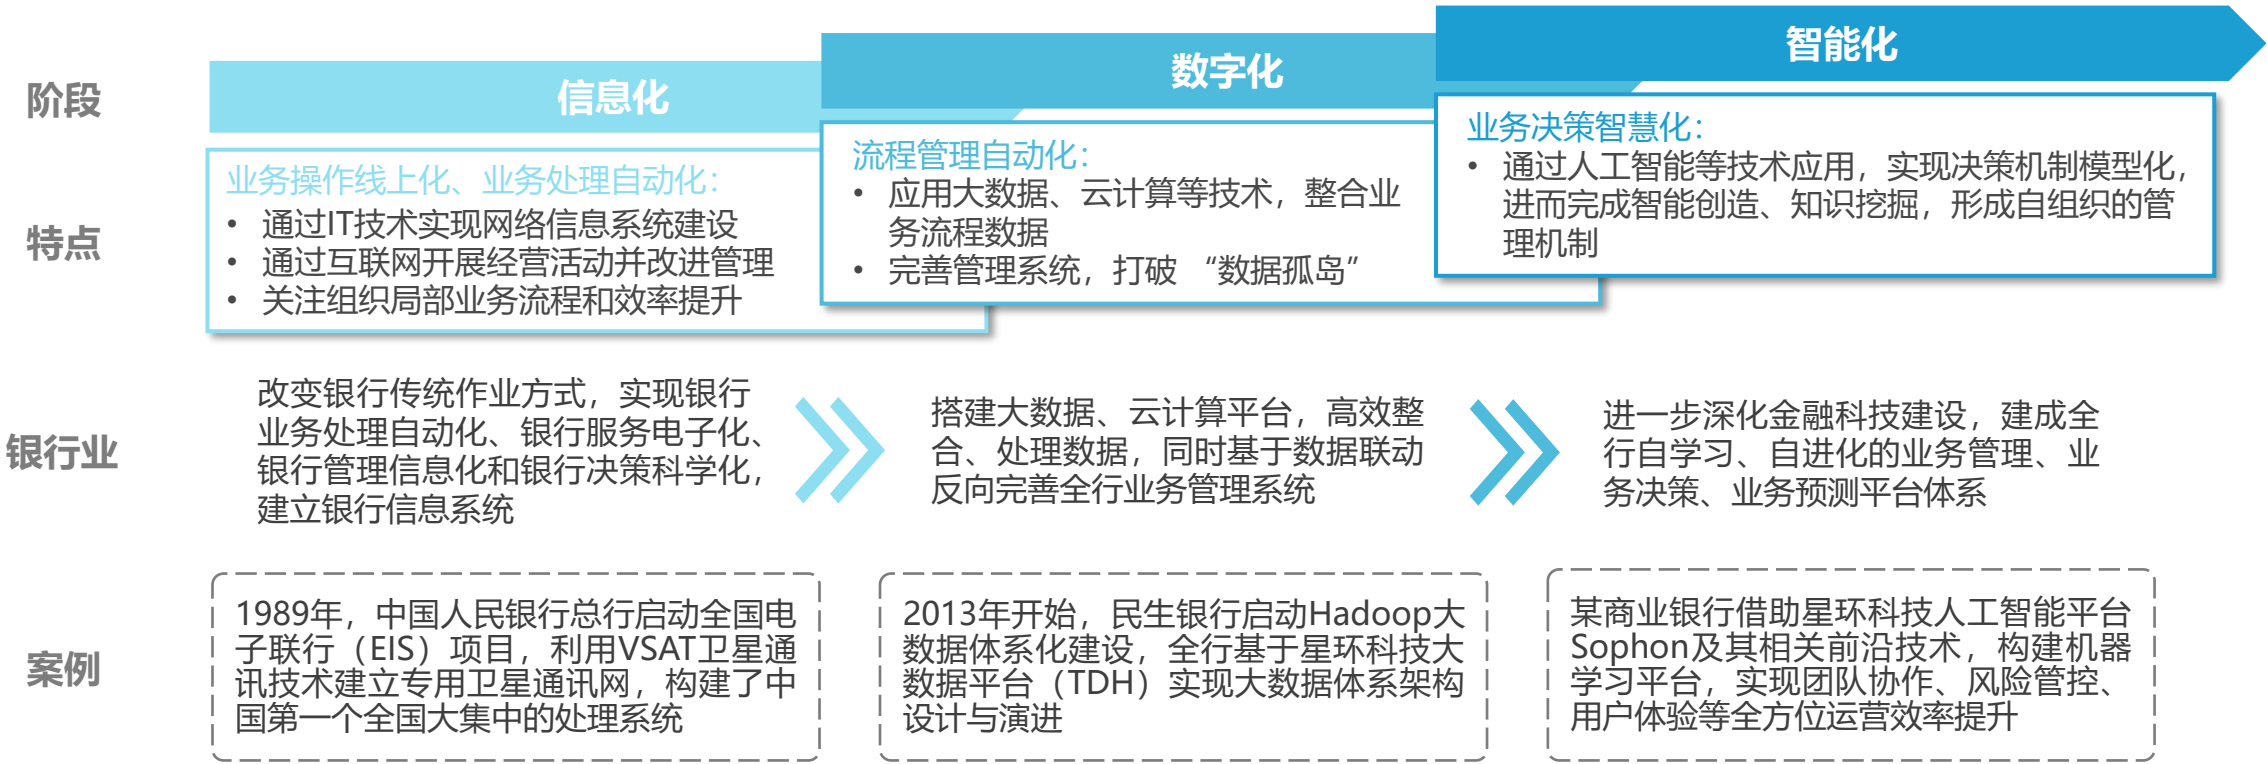 阶段
信息化
数字化
智能化
特点
业务操作线上化、业务处理自动化：
• 通过IT技术实现网络信息系统建设
• 通过互联网开展经营活动并改进管理
• 关注组织局部业务流程和效率提升
流程管理自动化：
• 应用大数据、云计算等技术，整合业
务流程数据
• 完善管理系统，打破 “数据孤岛”
业务决策智慧化：
• 通过人工智能等技术应用，实现决策机制模型化，
进而完成智能创造、知识挖掘，形成自组织的管
理机制
银行业
改变银行传统作业方式，实现银行
业务处理自动化、银行服务电子化、
银行管理信息化和银行决策科学化，
建立银行信息系统
搭建大数据、云计算平台，高效整
合、处理数据，同时基于数据联动
反向完善全行业务管理系统
进一步深化金融科技建设，建成全
行自学习、自进化的业务管理、业
务决策、业务预测平台体系
案例
1989年，中国人民银行总行启动全国电
子联行（EIS）项目，利用VSAT卫星通
讯技术建立专用卫星通讯网，构建了中
国第一个全国大集中的处理系统
2013年开始，民生银行启动Hadoop大
数据体系化建设，全行基于星环科技大
数据平台（TDH）实现大数据体系架构
设计与演进
某商业银行借助星环科技人工智能平台
Sophon及其相关前沿技术，构建机器
学习平台，实现团队协作、风险管控、
用户体验等全方位运营效率提升